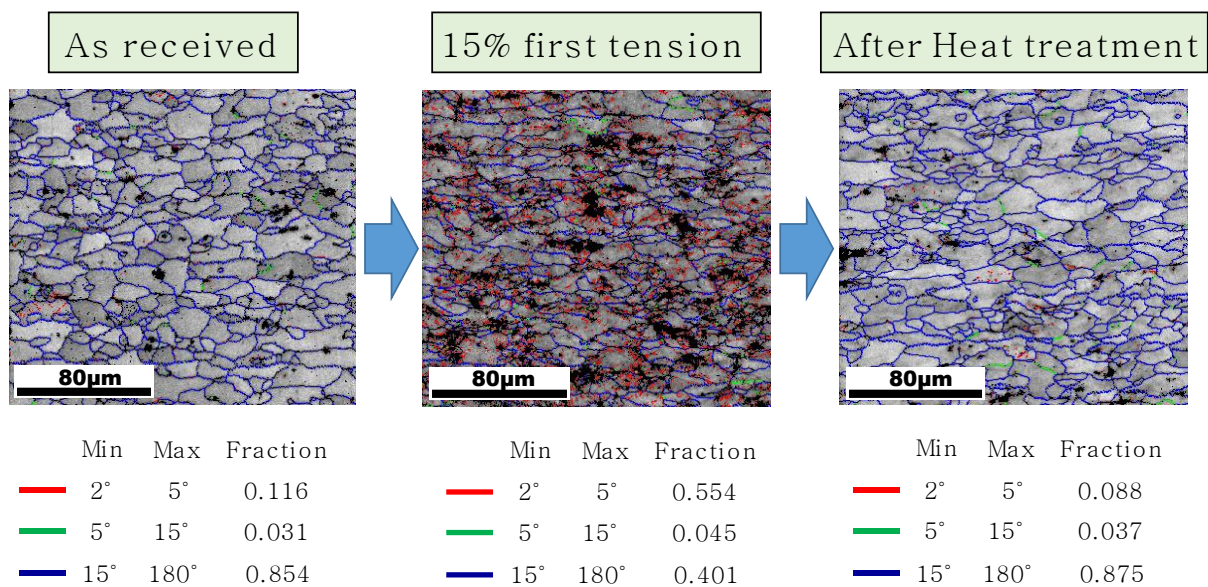 As received
15% first tension
After Heat treatment
80μm
80μm
80μm
Min Max Fraction
2° 5° 0.116
5° 15° 0.031
15° 180° 0.854
Min Max Fraction
2° 5° 0.554
5° 15° 0.045
15° 180° 0.401
Min Max Fraction
2° 5° 0.088
5° 15° 0.037
15° 180° 0.875